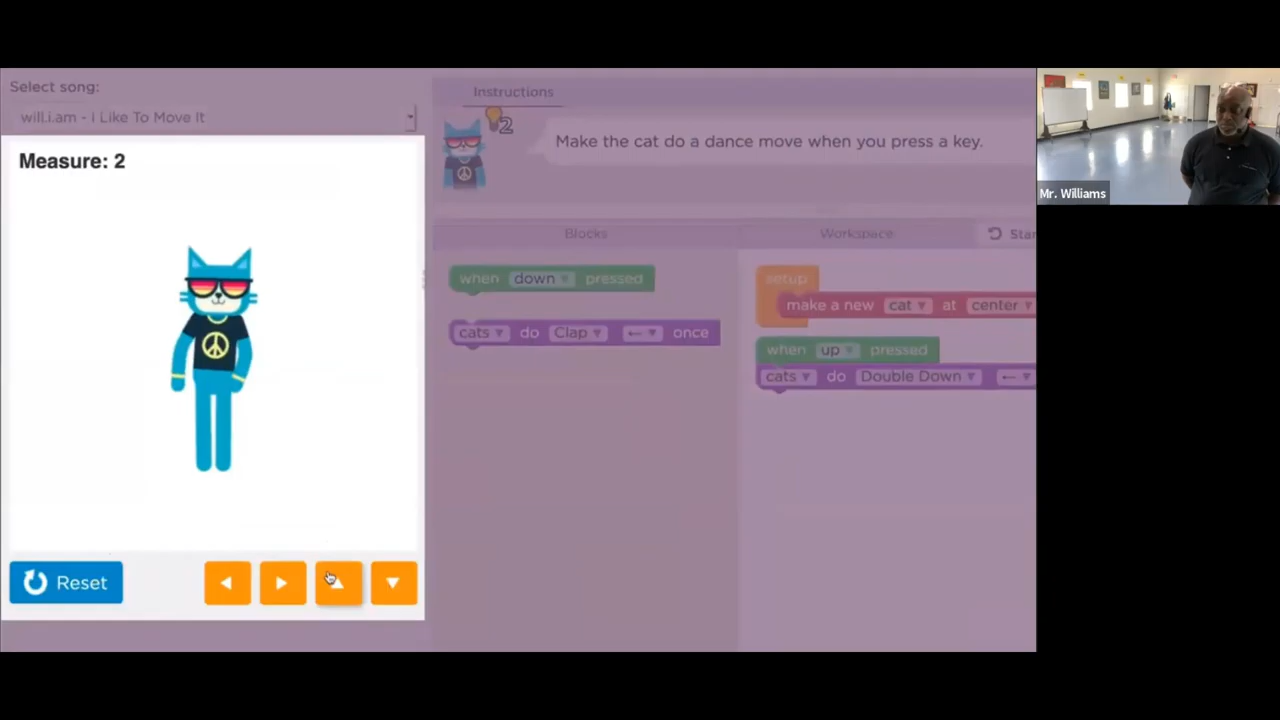 Select song:
will.i.am - I Like To Move It
Measure: 2
Reset
Instructions
2
Make the cat do a dance move when you press a key.
Blocks
Workspace
Star
when down pressed
cats do Clap ← once
setup
make a new cat at center
when up pressed
cats do Double Down ←
Mr. Williams